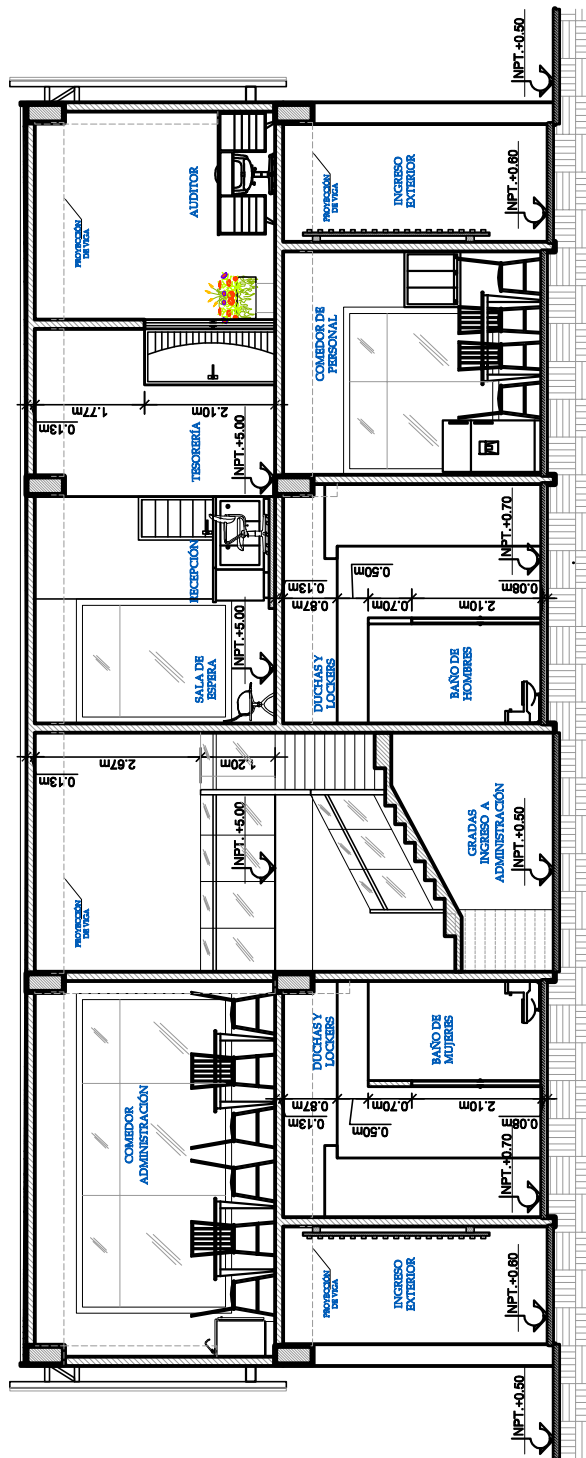 COMEDOR
ADMINISTRACIÓN
PROYECCIÓN
DE VIGA
0.13m
2.67m
1.20m
NPT.+5.00
SALA DE
ESPERA
NPT.+5.00
RECEPCIÓN
0.13m
1.77m
2.10m
TESORERÍA
NPT.+5.00
PROYECCIÓN
DE VIGA
AUDITOR
NPT.+0.50
PROYECCIÓN
DE VIGA
INGRESO
EXTERIOR
NPT.+0.60
NPT.+0.70
0.13m
0.87m
0.50m
0.70m
2.10m
0.08m
DUCHAS Y
LOCKERS
BAÑO DE
MUJERES
GRADAS
INGRESO A
ADMINISTRACIÓN
NPT.+0.50
DUCHAS Y
LOCKERS
BAÑO DE
HOMBRES
0.13m
0.87m
0.50m
0.70m
2.10m
0.08m
NPT.+0.70
COMEDOR DE
PERSONAL
PROYECCIÓN
DE VIGA
INGRESO
EXTERIOR
NPT.+0.60
NPT.+0.50